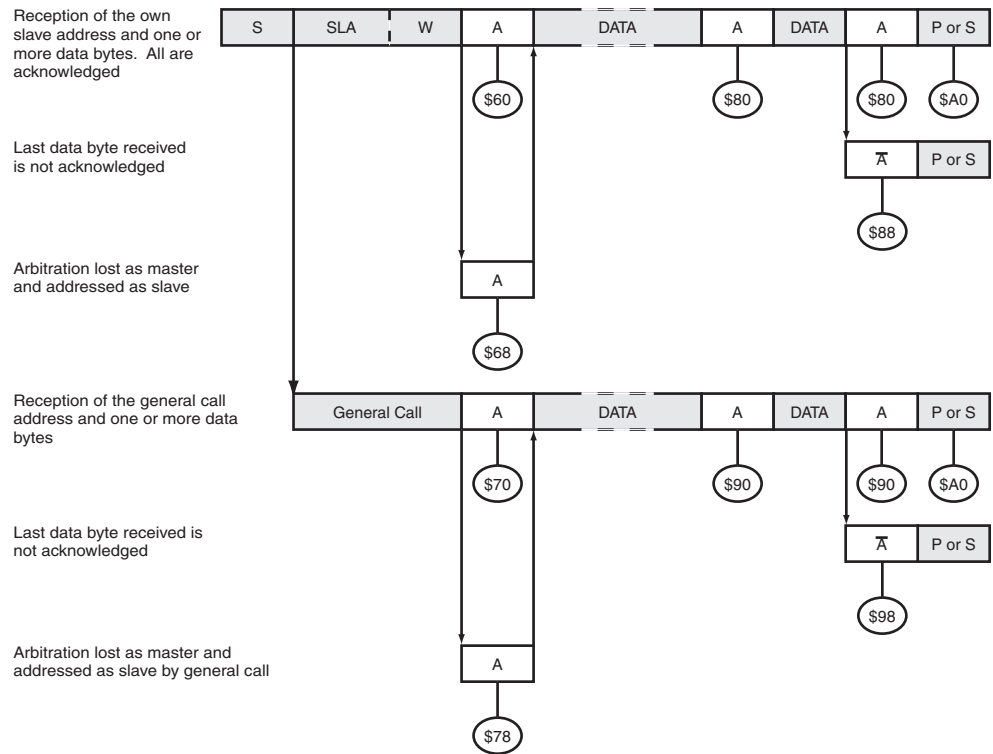 Reception of the own
slave address and one or
more data bytes. All are
acknowledged
S SLA W A DATA A DATA A P or S
$60 $80 $80 $A0
Last data byte received
is not acknowledged
A̅ P or S
$88
Arbitration lost as master
and addressed as slave
A
$68
Reception of the general call
address and one or more data
bytes
General Call A DATA A DATA A P or S
$70 $90 $90 $A0
Last data byte received is
not acknowledged
A̅ P or S
$98
Arbitration lost as master and
addressed as slave by general call
A
$78